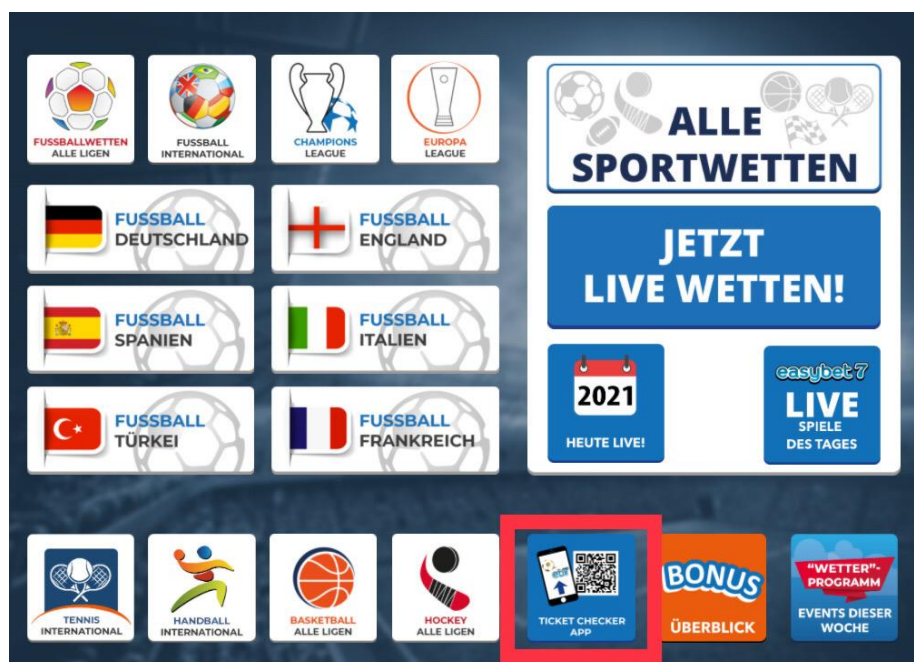 FUSSBALLWETTEN
ALLE LIGEN
FUSSBALL
INTERNATIONAL
CHAMPIONS
LEAGUE
EUROPA
LEAGUE
ALLE
SPORTWETTEN
FUSSBALL
DEUTSCHLAND
FUSSBALL
ENGLAND
JETZT
LIVE WETTEN!
FUSSBALL
SPANIEN
FUSSBALL
ITALIEN
2021
HEUTE LIVE!
easybet 7
LIVE
SPIELE
DES TAGES
FUSSBALL
TÜRKEI
FUSSBALL
FRANKREICH
TENNIS
INTERNATIONAL
HANDBALL
INTERNATIONAL
BASKETBALL
ALLE LIGEN
HOCKEY
ALLE LIGEN
TICKET CHECKER
APP
BONUS
ÜBERBLICK
"WETTER"-
PROGRAMM
EVENTS DIESER
WOCHE